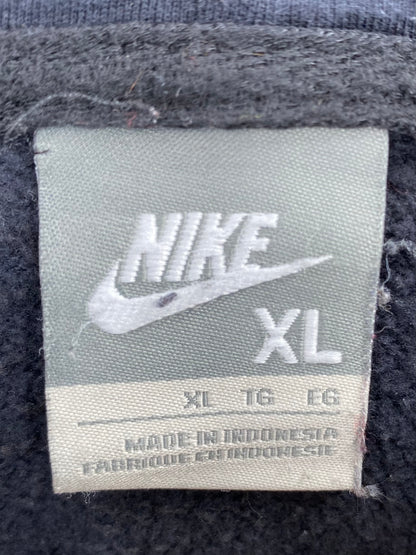 NIKE
XL
XL TG EG
MADE IN INDONESIA
FABRIQUE EN INDONESIE